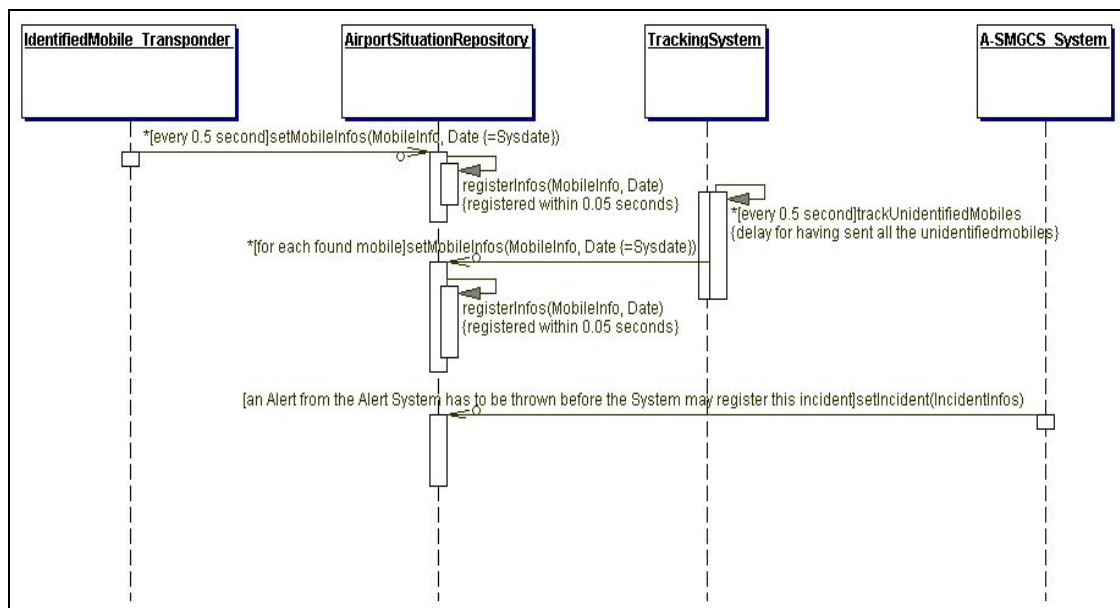 IdentifiedMobile_Transponder
AirportSituationRepository
TrackingSystem
A-SMGCS_System
*[every 0.5 second]setMobileInfos(MobileInfo, Date {=Sysdate})
registerInfos(MobileInfo, Date)
{registered within 0.05 seconds}
*[every 0.5 second]trackUnidentifiedMobiles
{delay for having sent all the unidentifiedmobiles}
*[for each found mobile]setMobileInfos(MobileInfo, Date {=Sysdate})
registerInfos(MobileInfo, Date)
{registered within 0.05 seconds}
[an Alert from the Alert System has to be thrown before the System may register this incident]setIncident(IncidentInfos)